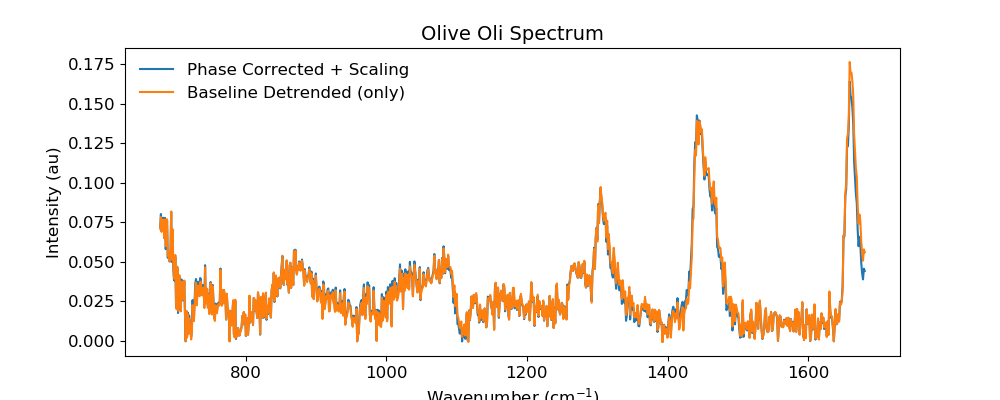 Olive Oli Spectrum
Phase Corrected + Scaling
Baseline Detrended (only)
Intensity (au)
0.175
0.150
0.125
0.100
0.075
0.050
0.025
0.000
800 1000 1200 1400 1600
Wavenumber (cm⁻¹)